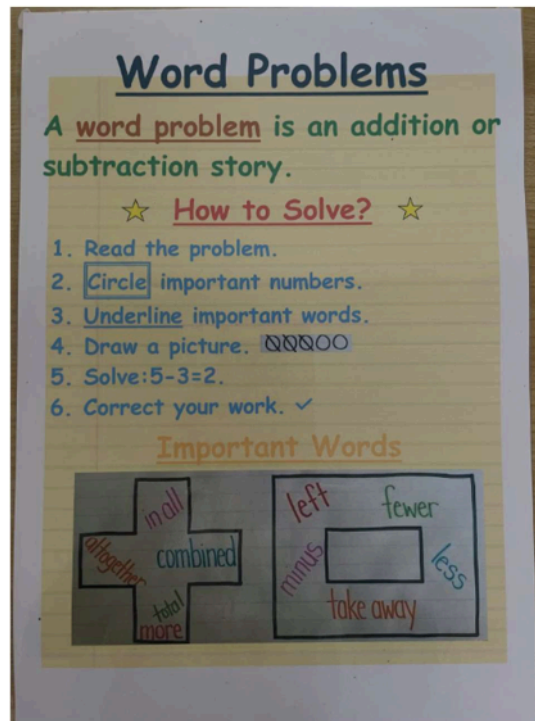 Word Problems
A word problem is an addition or
subtraction story.
How to Solve?
1. Read the problem.
2. Circle important numbers.
3. Underline important words.
4. Draw a picture.
5. Solve:5-3=2.
6. Correct your work. ✓
Important Words
in all
altogether
combined
total
more
left
fewer
minus
less
take away